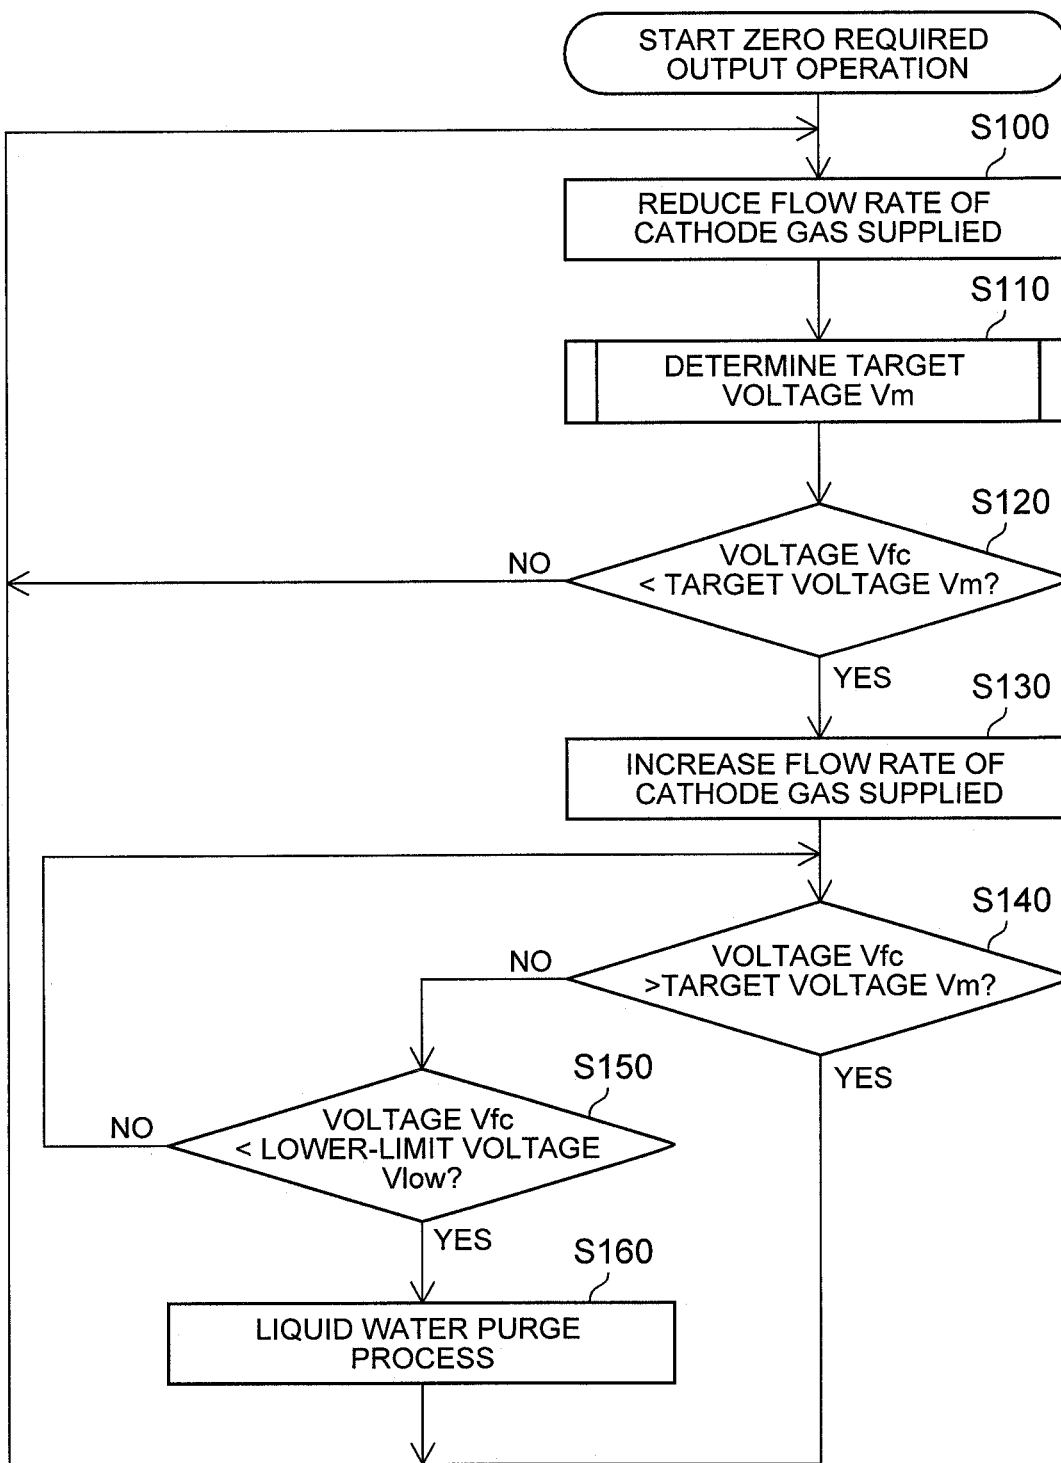 START ZERO REQUIRED
OUTPUT OPERATION
S100
REDUCE FLOW RATE OF
CATHODE GAS SUPPLIED
S110
DETERMINE TARGET
VOLTAGE Vm
S120
VOLTAGE Vfc
< TARGET VOLTAGE Vm?
NO
YES
S130
INCREASE FLOW RATE OF
CATHODE GAS SUPPLIED
S140
VOLTAGE Vfc
>TARGET VOLTAGE Vm?
NO
YES
S150
VOLTAGE Vfc
< LOWER-LIMIT VOLTAGE
Vlow?
NO
YES
S160
LIQUID WATER PURGE
PROCESS